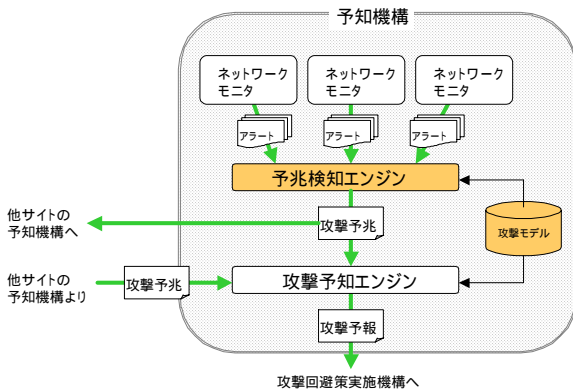 予知機構
ネットワーク
モニタ
ネットワーク
モニタ
ネットワーク
モニタ
アラート
アラート
アラート
予兆検知エンジン
他サイトの
予知機構へ
攻撃予兆
攻撃モデル
他サイトの
予知機構より
攻撃予兆
攻撃予知エンジン
攻撃予報
攻撃回避策実施機構へ